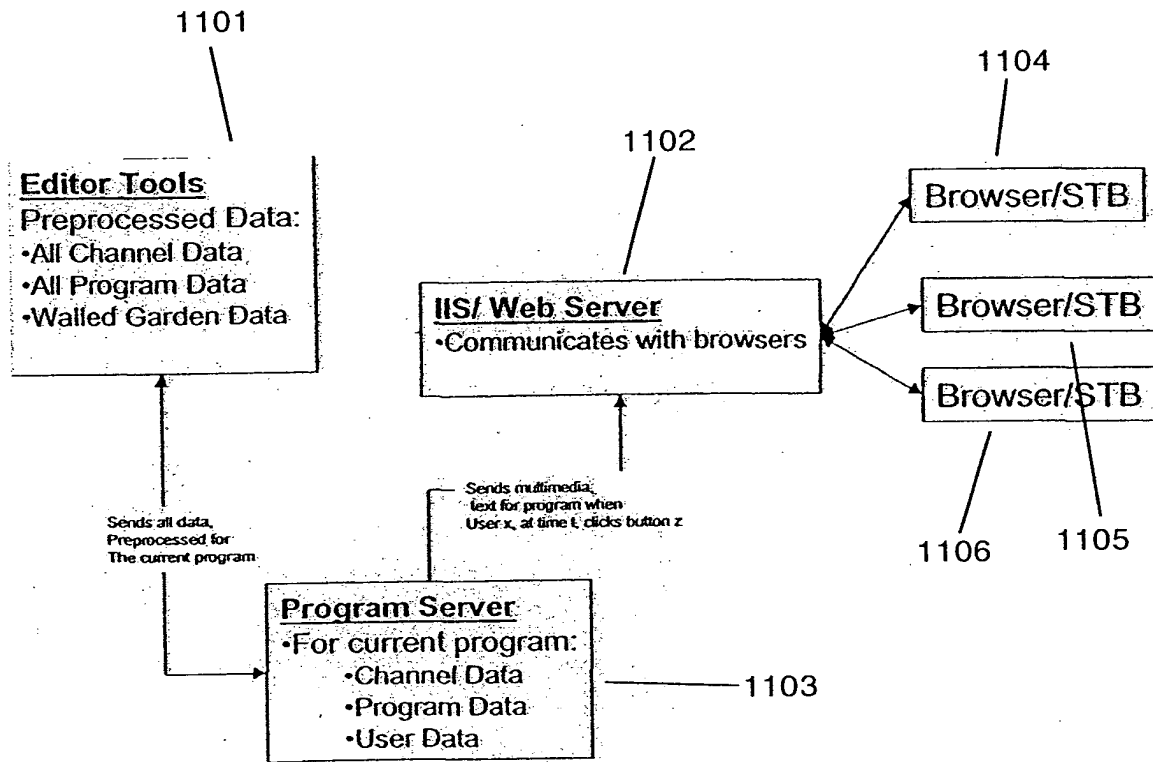 1101
1104
1102
Editor Tools
Preprocessed Data:
•All Channel Data
•All Program Data
•Walled Garden Data
Browser/STB
IIS/ Web Server
•Communicates with browsers
Browser/STB
Browser/STB
Sends multimedia,
text for program when
User x, at time t, clicks button z
Sends all data,
Preprocessed for
The current program
1106
1105
Program Server
•For current program:
•Channel Data
•Program Data
•User Data
1103